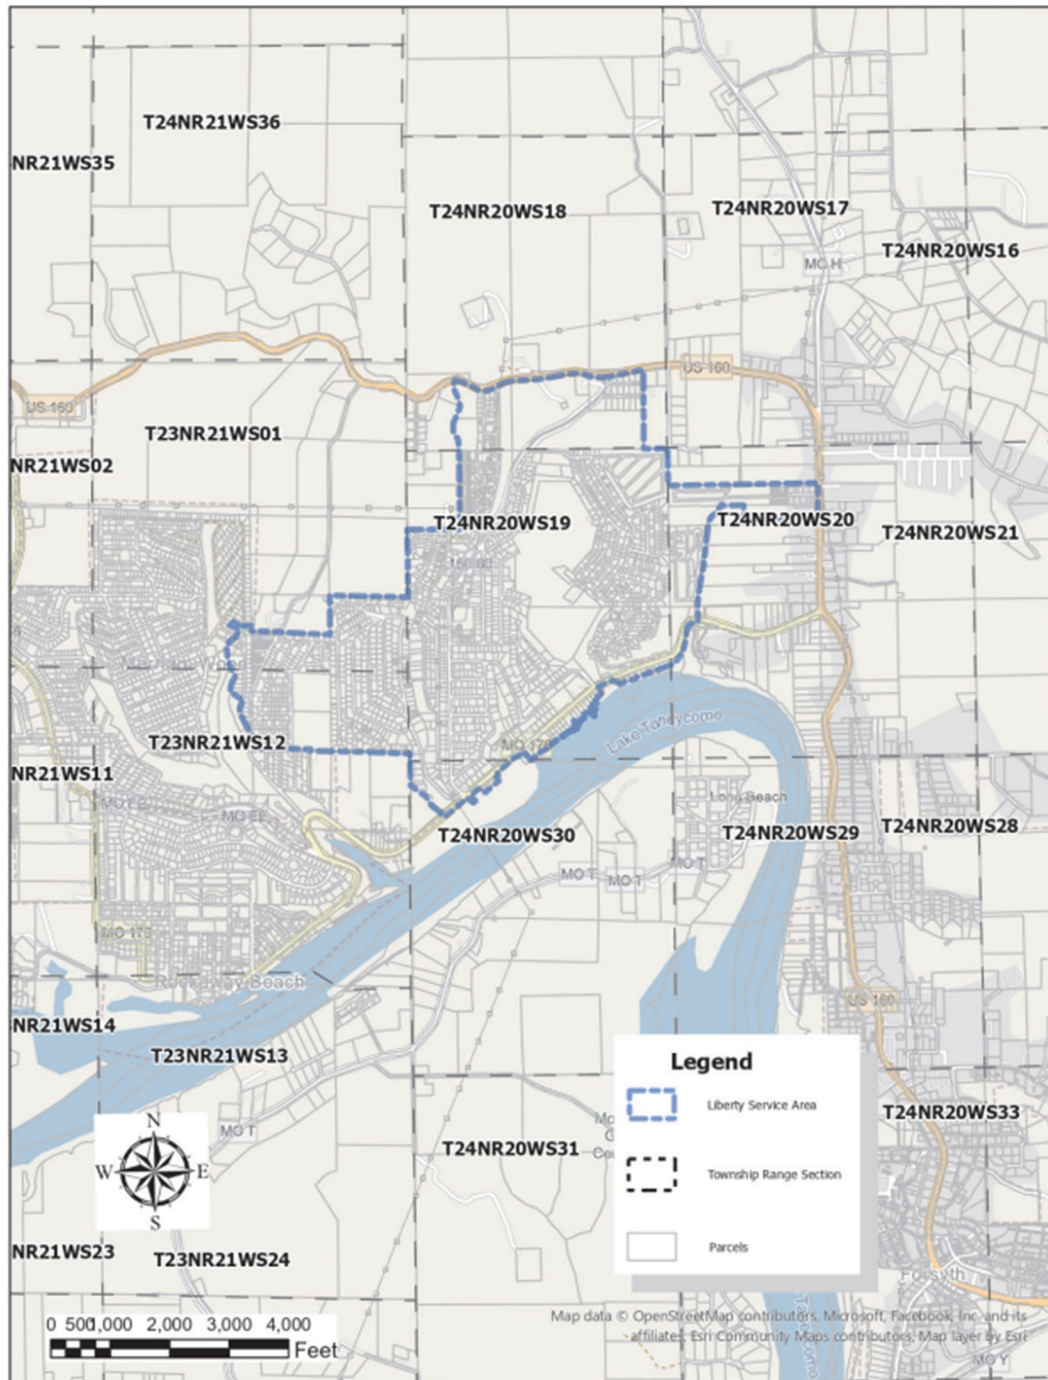 T24NR21WS36
NR21WS35
T24NR20WS18
T24NR20WS17
T24NR20WS16
MO H
US 160
US 160
T23NR21WS01
NR21WS02
T24NR20WS19
T24NR20WS20
T24NR20WS21
T23NR21WS12
Lake Taneycomo
NR21WS11
Long Beach
T24NR20WS30
T24NR20WS29
T24NR20WS28
MO EE
MO T
MO T
MO T
MO 176
Rockaway Beach
US 160
NR21WS14
T23NR21WS13
Legend
Liberty Service Area
Township Range Section
Parcels
T24NR20WS33
MO T
T24NR20WS31
N
W
E
S
NR21WS23
T23NR21WS24
Forsyth
0 500 1,000 2,000 3,000 4,000
Feet
Map data © OpenStreetMap contributors, Microsoft, Facebook, Inc. and its
affiliates, Esri Community Maps contributors, Map layer by Esri
MO Y